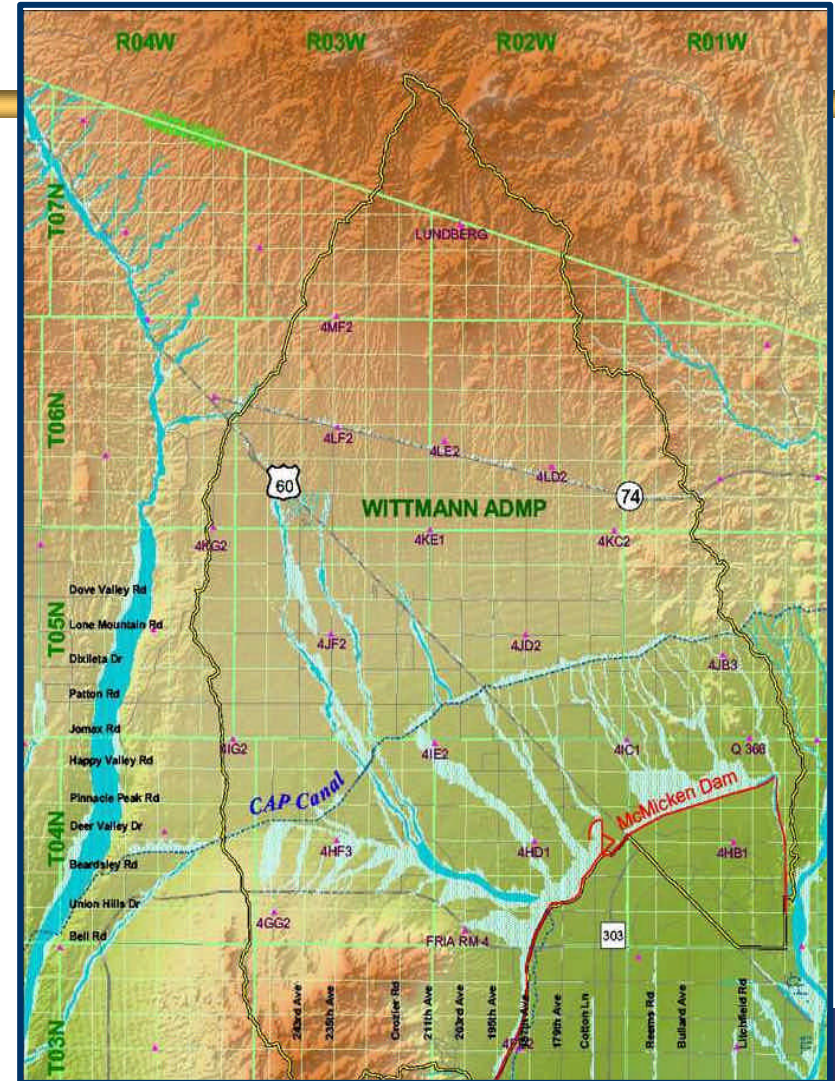 R04W R03W R02W R01W
T07N
LUNDBERG
4MF2
T06N
4LF2
4LE2
4LD2
60
74
WITTMANN ADMP
4KG2
4KE1
4KC2
Dove Valley Rd
T05N
Lone Mountain Rd
4JF2
4JD2
Dixileta Dr
4JB3
Patton Rd
Jomax Rd
4IG2
4IE2
4IC1
Q 368
Happy Valley Rd
CAP Canal
McMicken Dam
Pinnacle Peak Rd
T04N
Deer Valley Dr
4HF3
4HD1
4HB1
Beardsley Rd
Union Hills Dr
4GG2
Bell Rd
FRIA RM 4
303
T03N
243rd Ave
235th Ave
Crozier Rd
211th Ave
203rd Ave
195th Ave
187th Ave
179th Ave
Cotton Ln
Reems Rd
Bullard Ave
Litchfield Rd